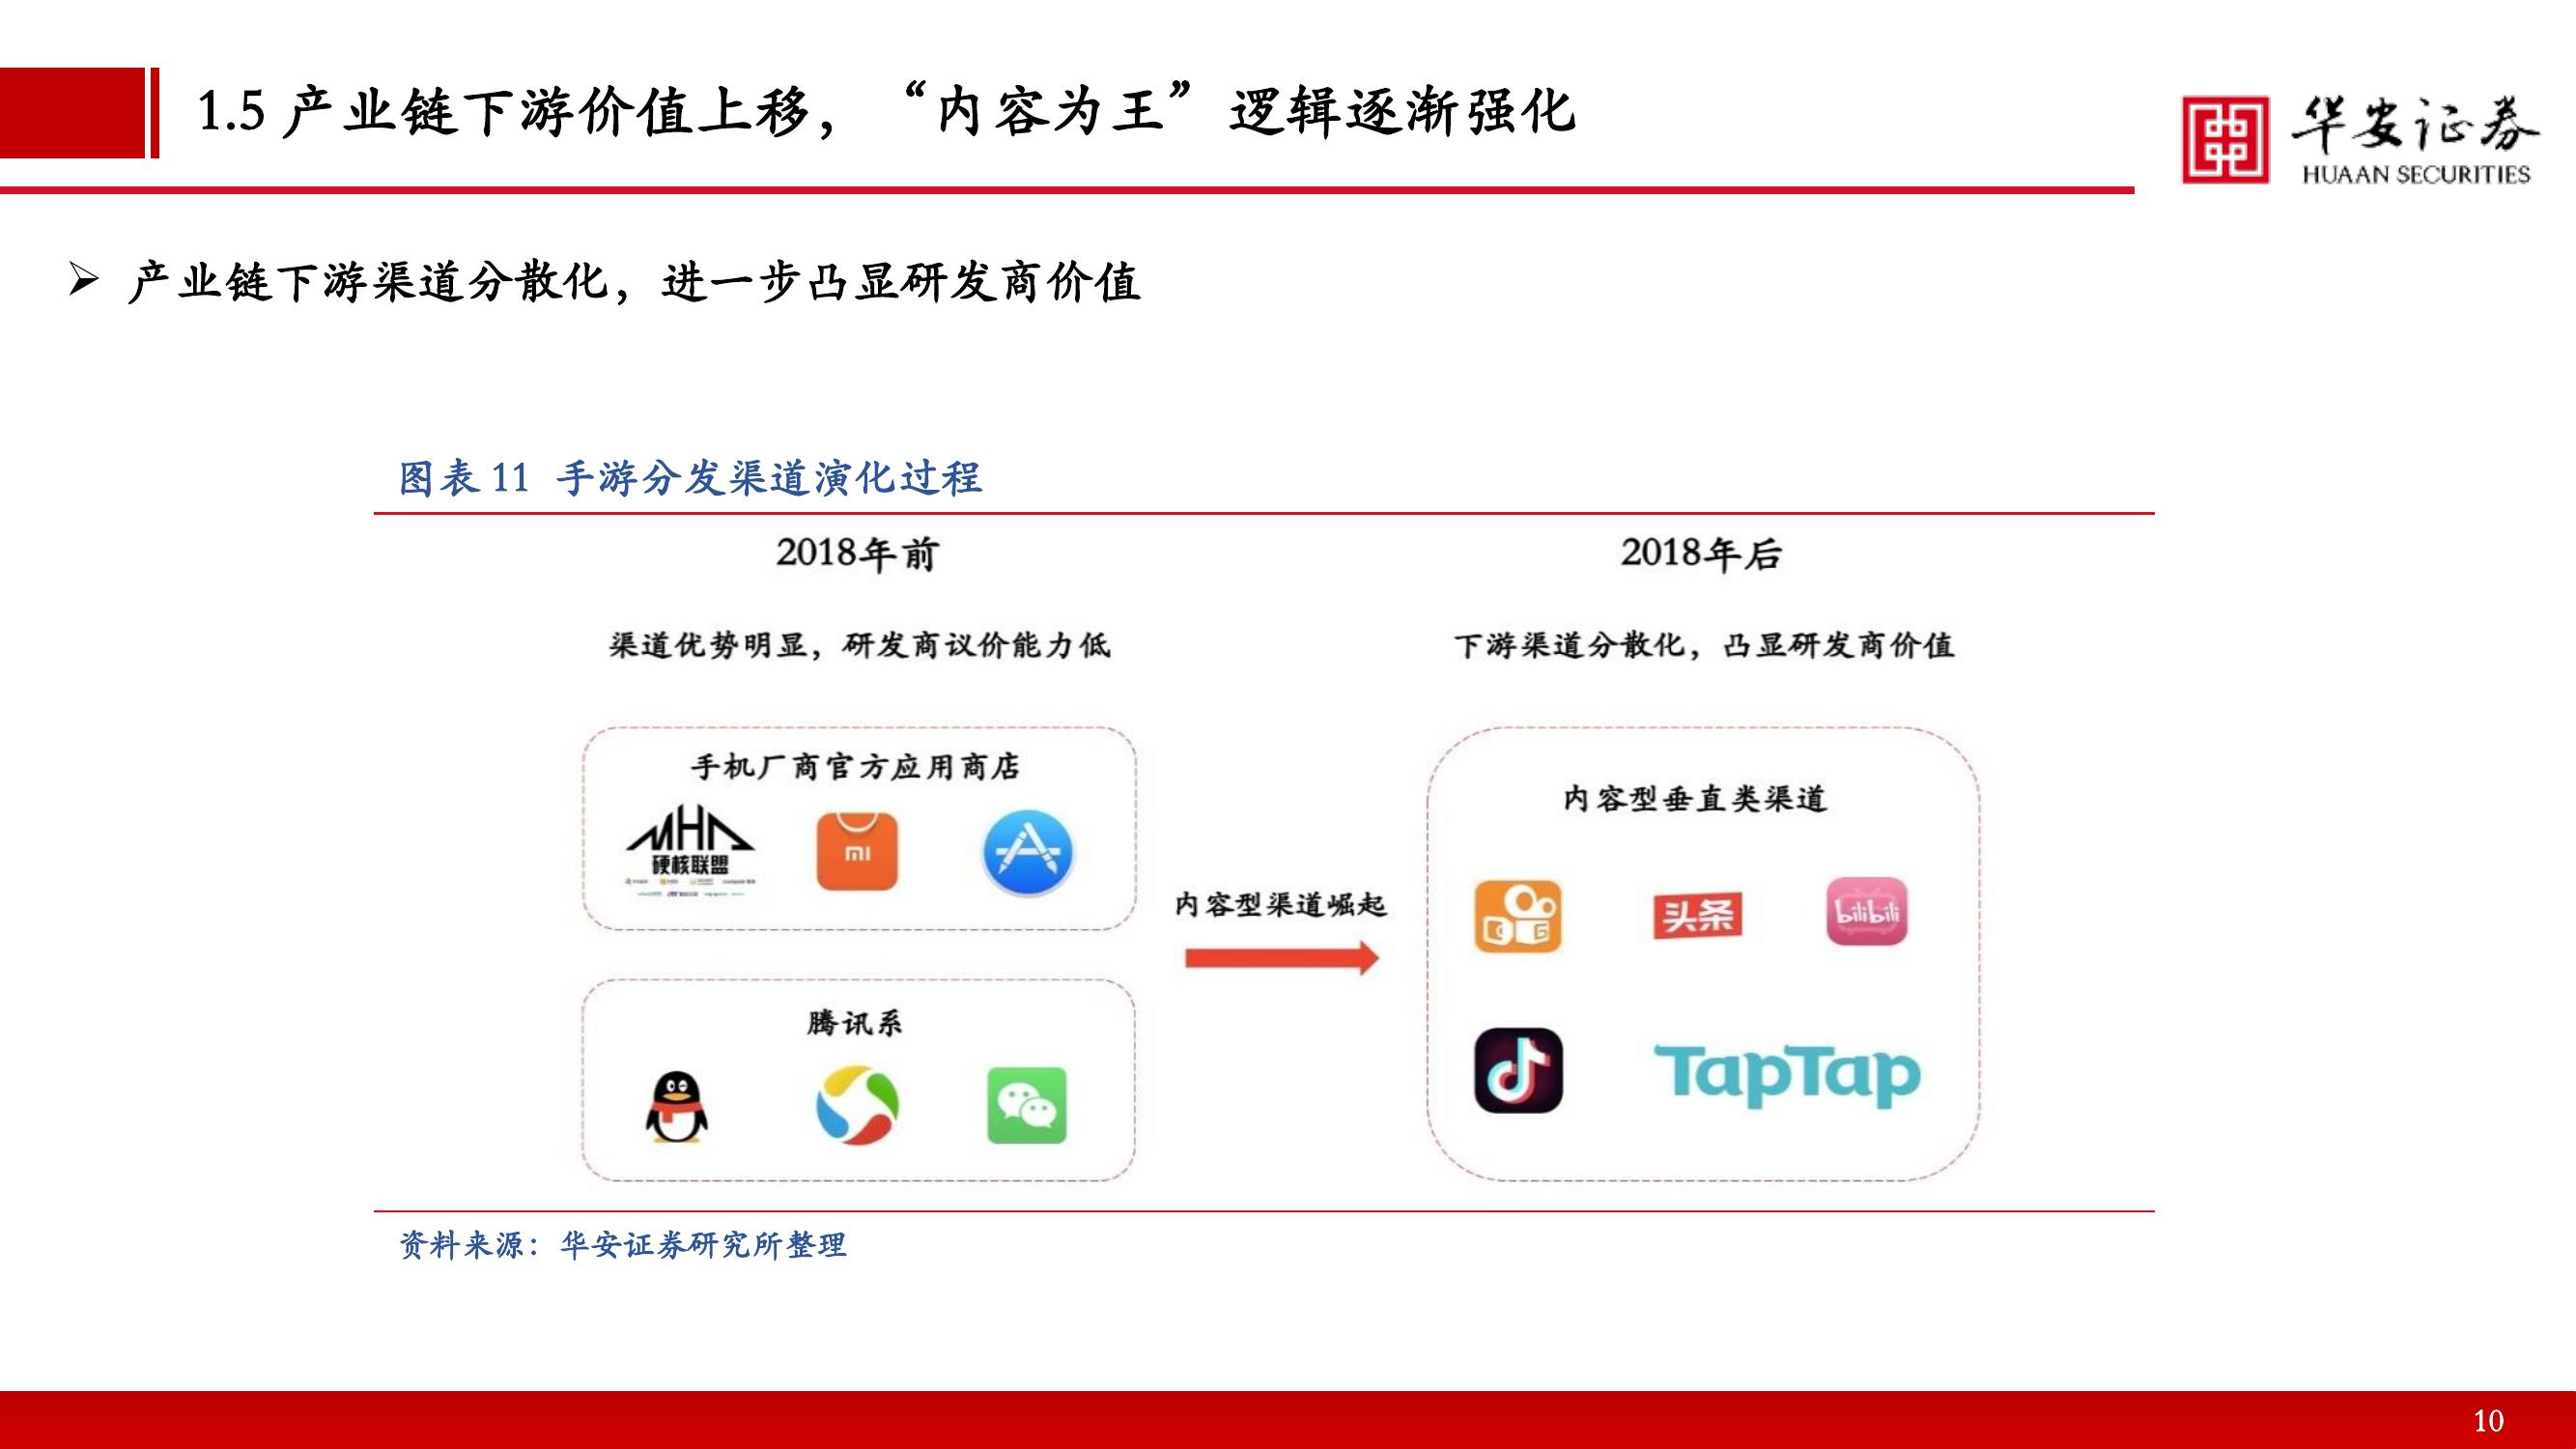 1.5 产业链下游价值上移，“内容为王”逻辑逐渐强化
华安证券
HUAAN SECURITIES
产业链下游渠道分散化，进一步凸显研发商价值
图表 11 手游分发渠道演化过程
2018年前
2018年后
渠道优势明显，研发商议价能力低
下游渠道分散化，凸显研发商价值
手机厂商官方应用商店
MHA
硬核联盟
mi
内容型垂直类渠道
内容型渠道崛起
头条
bilibili
腾讯系
TapTap
资料来源：华安证券研究所整理
10